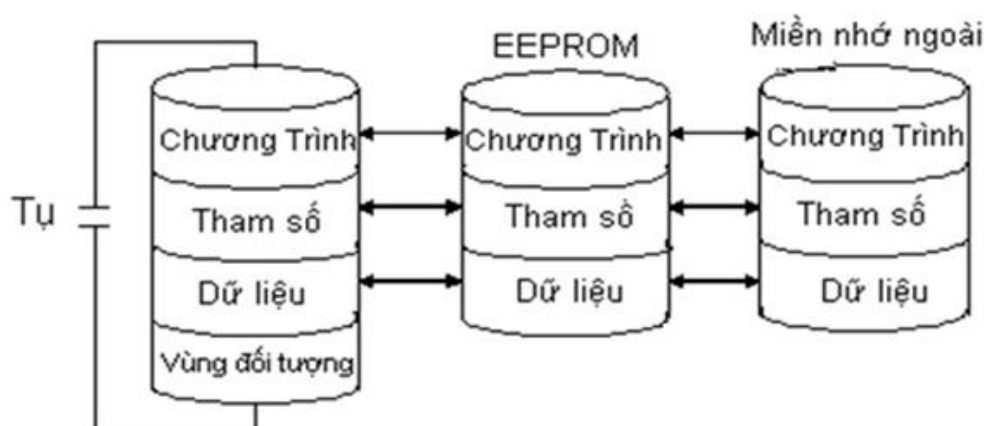 EEPROM
Miền nhớ ngoài
Tụ
Chương Trình
Tham số
Dữ liệu
Vùng đối tượng
Chương Trình
Tham số
Dữ liệu
Chương Trình
Tham số
Dữ liệu